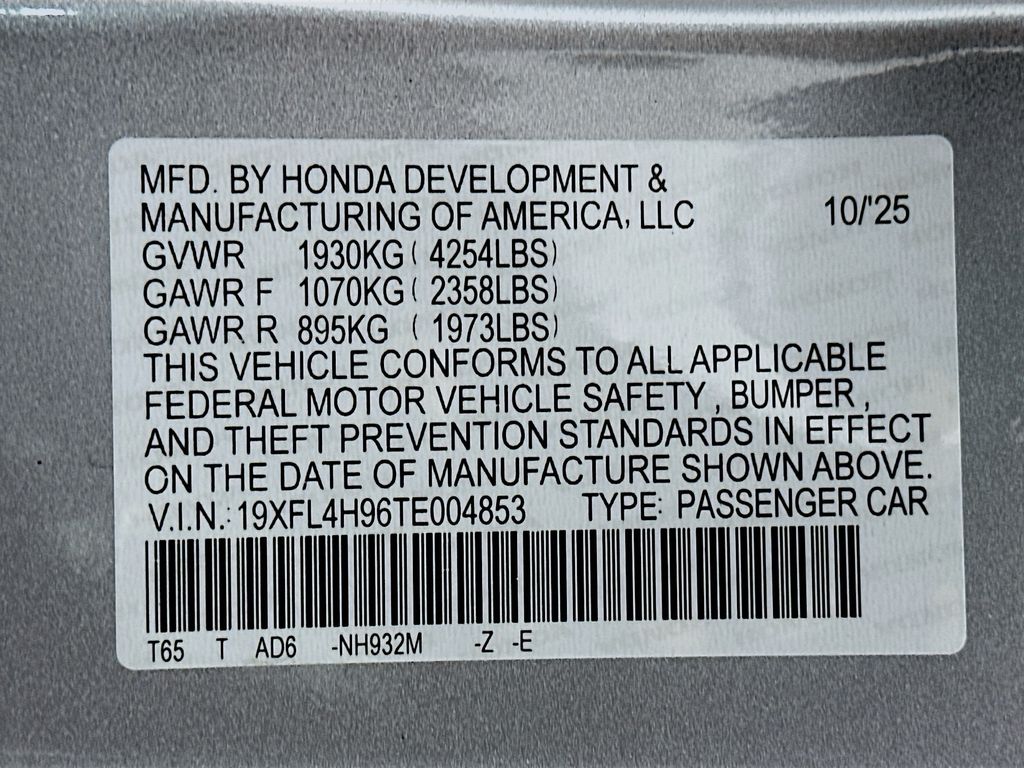 MFD. BY HONDA DEVELOPMENT &
MANUFACTURING OF AMERICA, LLC 10/'25
GVWR 1930KG ( 4254LBS)
GAWR F 1070KG ( 2358LBS)
GAWR R 895KG ( 1973LBS)
THIS VEHICLE CONFORMS TO ALL APPLICABLE
FEDERAL MOTOR VEHICLE SAFETY , BUMPER ,
AND THEFT PREVENTION STANDARDS IN EFFECT
ON THE DATE OF MANUFACTURE SHOWN ABOVE.
V.I.N.: 19XFL4H96TE004853 TYPE: PASSENGER CAR
T65 T AD6 -NH932M -Z -E